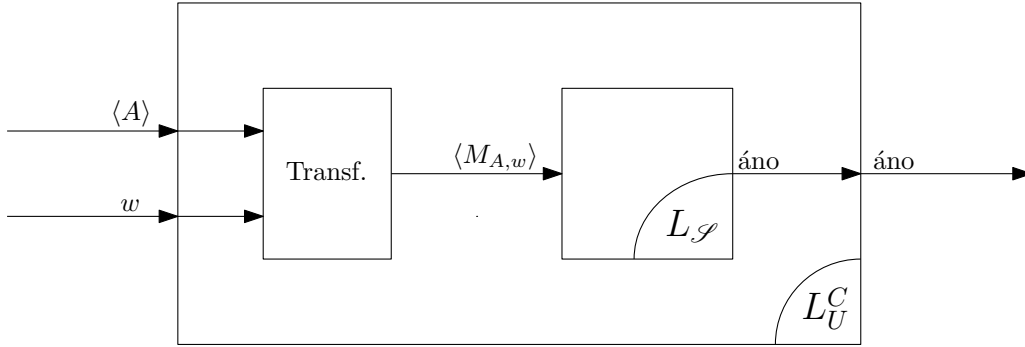 ⟨A⟩
w
Transf.
⟨M_{A,w}⟩
L_𝒮
áno
áno
L_U^C